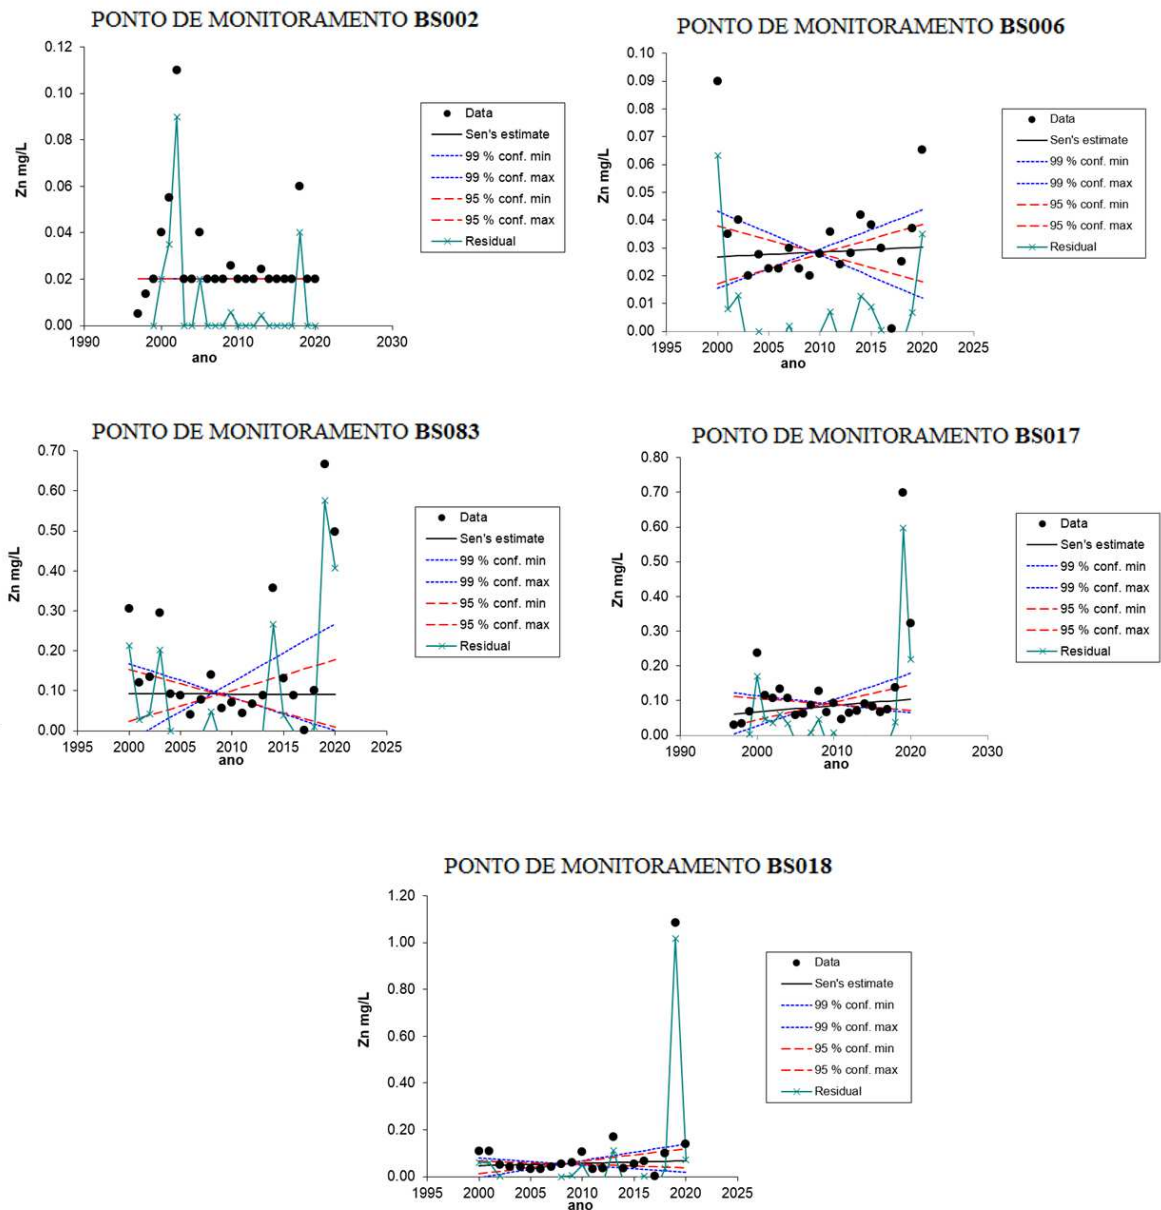 PONTO DE MONITORAMENTO BS002
0.12
0.10
0.08
0.06
0.04
0.02
0.00
Zn mg/L
1990 2000 2010 2020 2030
ano
Data
Sen's estimate
99 % conf. min
99 % conf. max
95 % conf. min
95 % conf. max
Residual
PONTO DE MONITORAMENTO BS006
0.10
0.09
0.08
0.07
0.06
0.05
0.04
0.03
0.02
0.01
0.00
Zn mg/L
1995 2000 2005 2010 2015 2020 2025
ano
Data
Sen's estimate
99 % conf. min
99 % conf. max
95 % conf. min
95 % conf. max
Residual
PONTO DE MONITORAMENTO BS083
0.70
0.60
0.50
0.40
0.30
0.20
0.10
0.00
Zn mg/L
1995 2000 2005 2010 2015 2020 2025
ano
Data
Sen's estimate
99 % conf. min
99 % conf. max
95 % conf. min
95 % conf. max
Residual
PONTO DE MONITORAMENTO BS017
0.80
0.70
0.60
0.50
0.40
0.30
0.20
0.10
0.00
Zn mg/L
1990 2000 2010 2020 2030
ano
Data
Sen's estimate
99 % conf. min
99 % conf. max
95 % conf. min
95 % conf. max
Residual
PONTO DE MONITORAMENTO BS018
1.20
1.00
0.80
0.60
0.40
0.20
0.00
Zn mg/L
1995 2000 2005 2010 2015 2020 2025
ano
Data
Sen's estimate
99 % conf. min
99 % conf. max
95 % conf. min
95 % conf. max
Residual